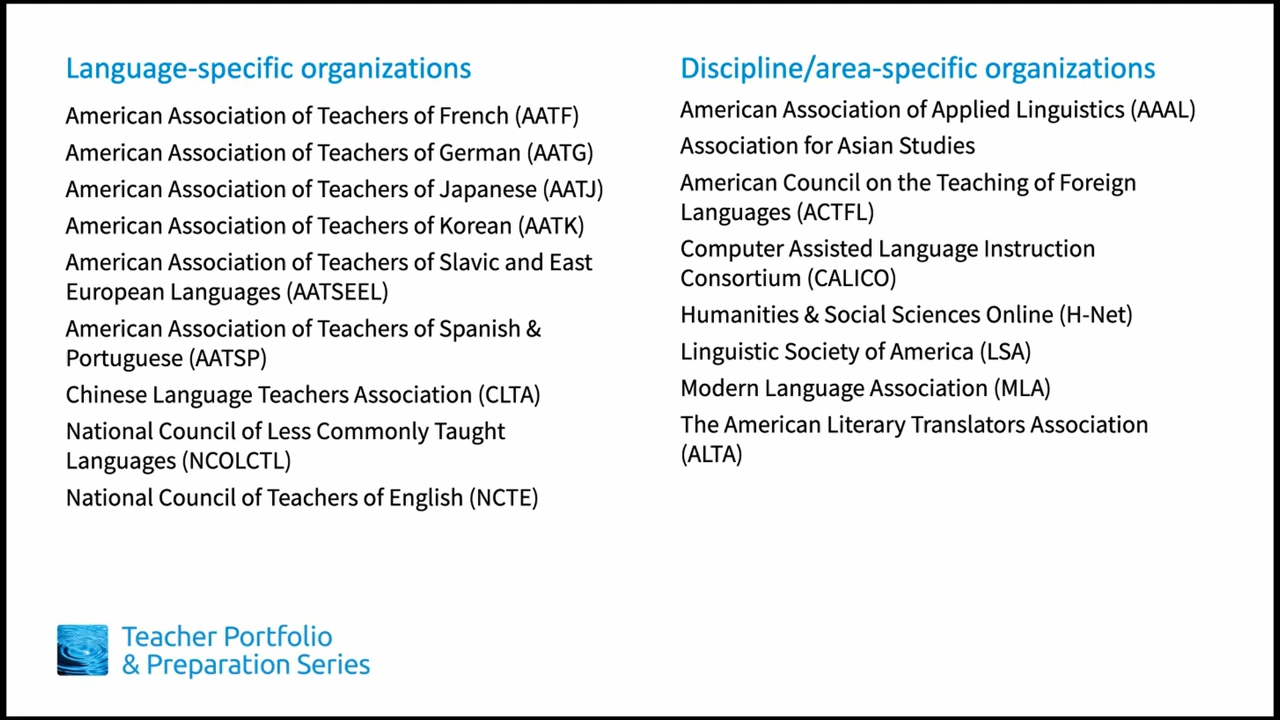 Language-specific organizations
American Association of Teachers of French (AATF)
American Association of Teachers of German (AATG)
American Association of Teachers of Japanese (AATJ)
American Association of Teachers of Korean (AATK)
American Association of Teachers of Slavic and East
European Languages (AATSEEL)
American Association of Teachers of Spanish &
Portuguese (AATSP)
Chinese Language Teachers Association (CLTA)
National Council of Less Commonly Taught
Languages (NCOLCTL)
National Council of Teachers of English (NCTE)
Discipline/area-specific organizations
American Association of Applied Linguistics (AAAL)
Association for Asian Studies
American Council on the Teaching of Foreign
Languages (ACTFL)
Computer Assisted Language Instruction
Consortium (CALICO)
Humanities & Social Sciences Online (H-Net)
Linguistic Society of America (LSA)
Modern Language Association (MLA)
The American Literary Translators Association
(ALTA)
Teacher Portfolio
& Preparation Series